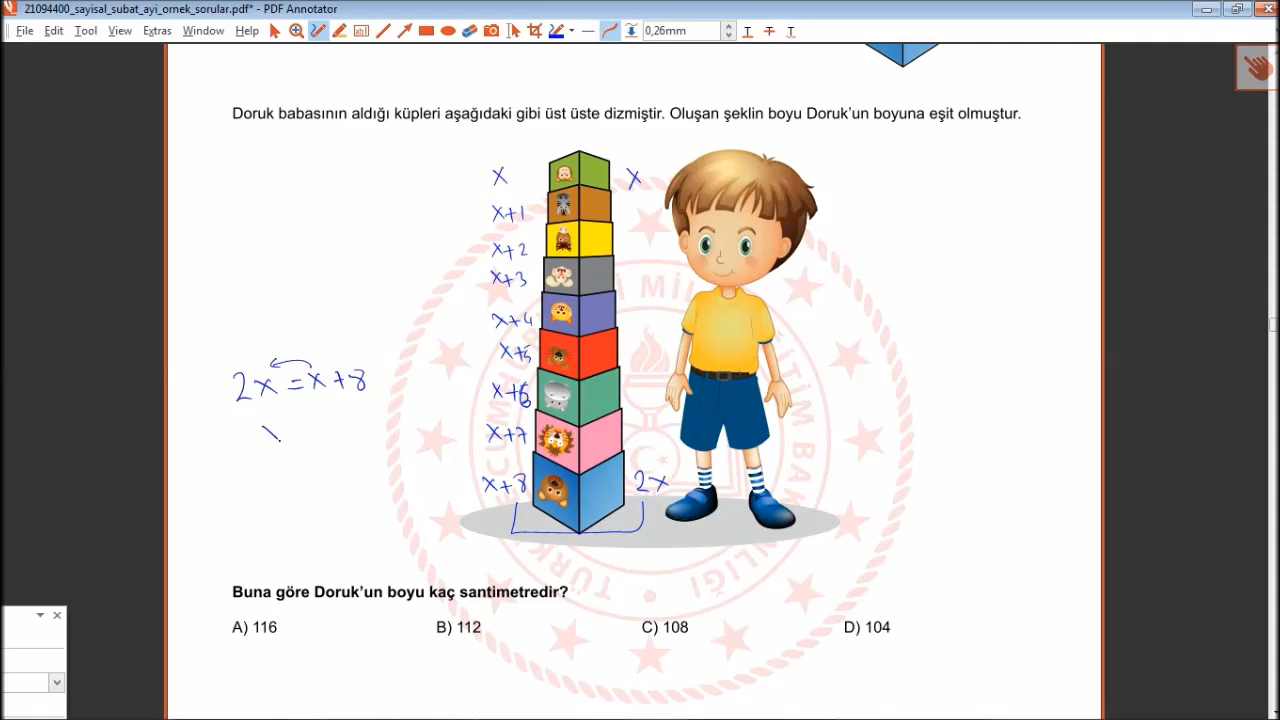 21094400_sayisal_subat_ayi_ornek_sorular.pdf* - PDF Annotator
File Edit Tool View Extras Window Help 0,26mm
Doruk babasının aldığı küpleri aşağıdaki gibi üst üste dizmiştir. Oluşan şeklin boyu Doruk’un boyuna eşit olmuştur.
x x
x+1
x+2
x+3
x+4
x+5
2x = x+8
x+6
x+7
x+8 2x
Buna göre Doruk’un boyu kaç santimetredir?
A) 116 B) 112 C) 108 D) 104